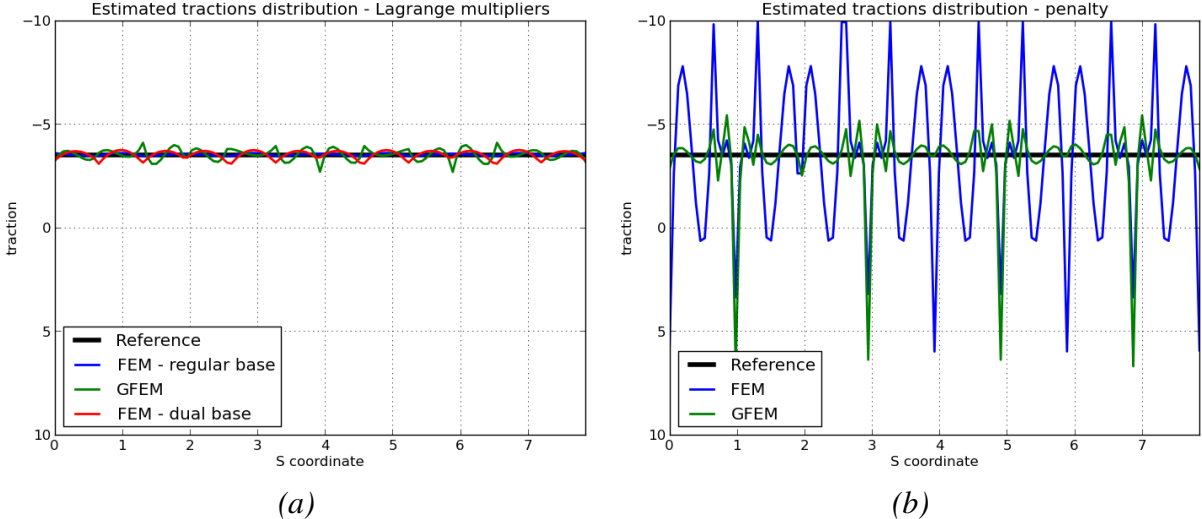 Estimated tractions distribution - Lagrange multipliers
−10
−5
0
5
10
traction
0 1 2 3 4 5 6 7
S coordinate
Reference
FEM - regular base
GFEM
FEM - dual base
(a)
Estimated tractions distribution - penalty
−10
−5
0
5
10
traction
0 1 2 3 4 5 6 7
S coordinate
Reference
FEM
GFEM
(b)